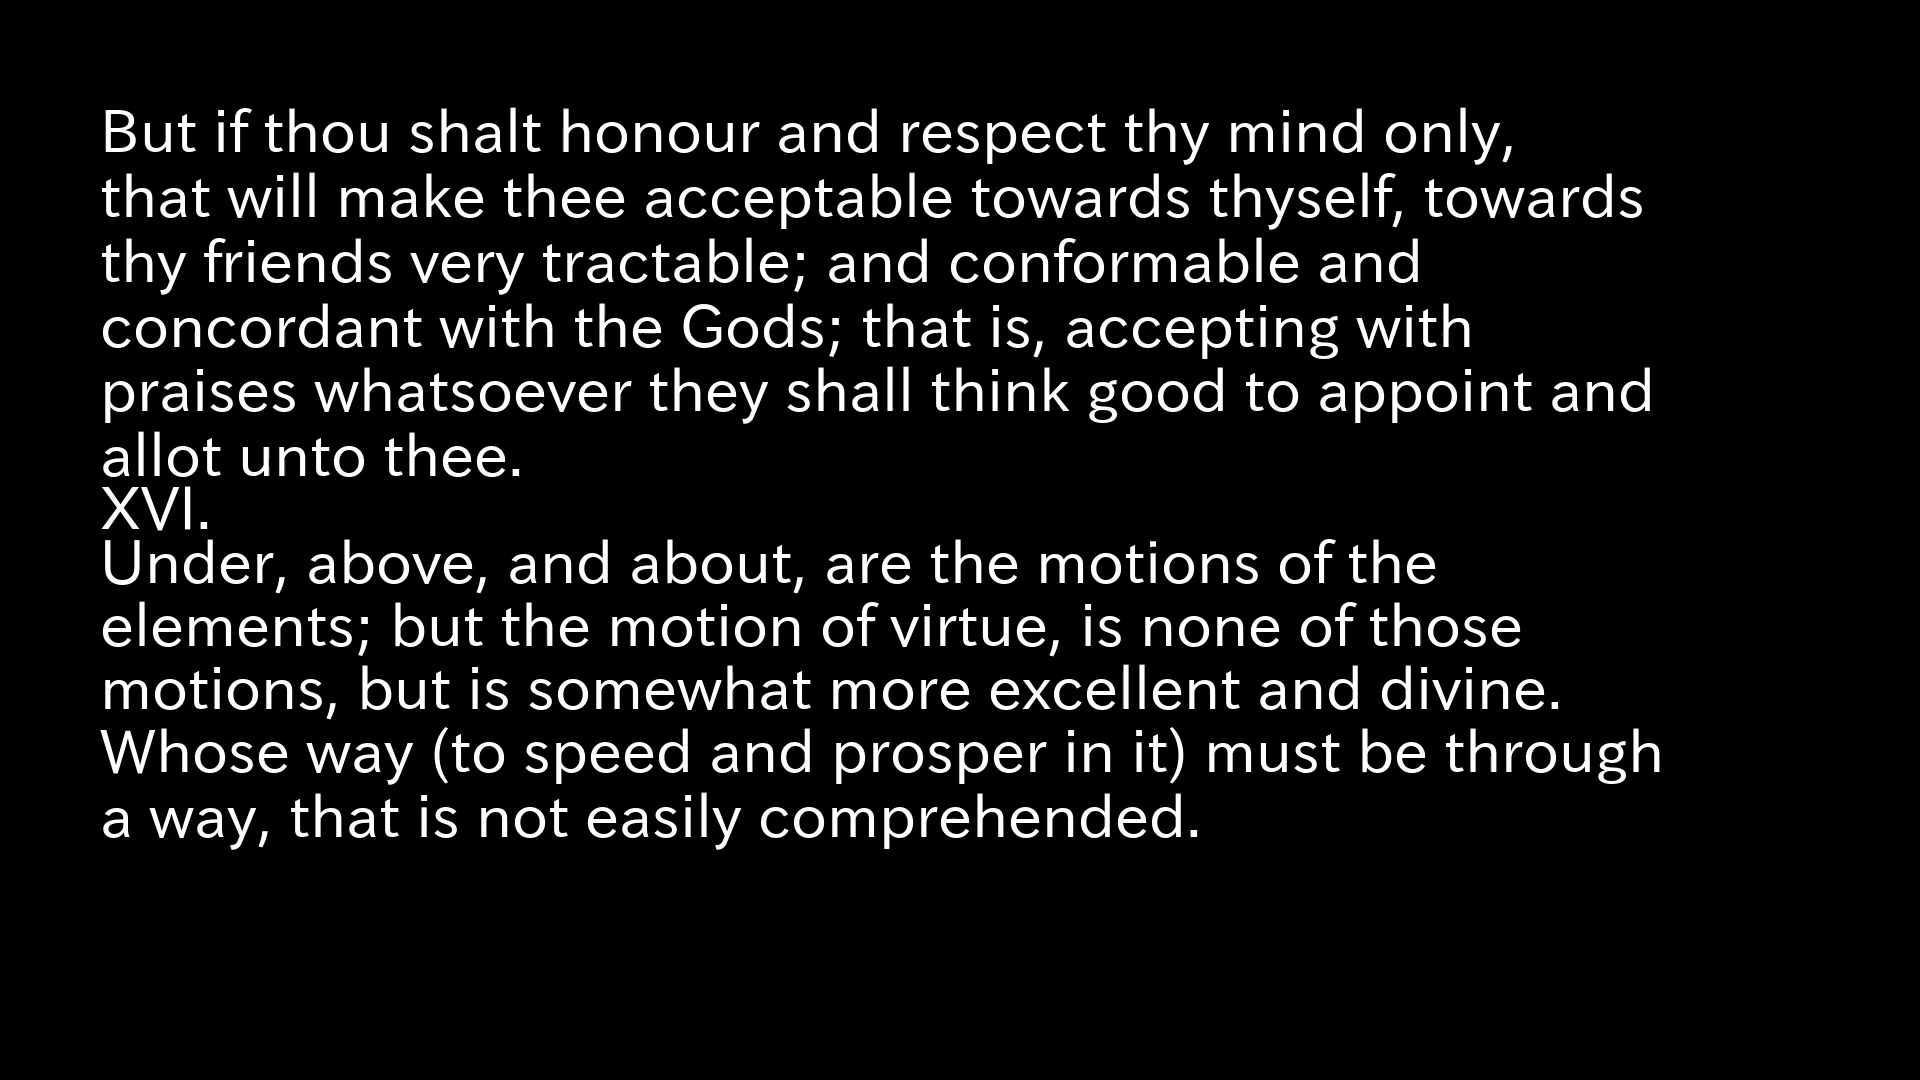 But if thou shalt honour and respect thy mind only,
that will make thee acceptable towards thyself, towards
thy friends very tractable; and conformable and
concordant with the Gods; that is, accepting with
praises whatsoever they shall think good to appoint and
allot unto thee.
XVI.
Under, above, and about, are the motions of the
elements; but the motion of virtue, is none of those
motions, but is somewhat more excellent and divine.
Whose way (to speed and prosper in it) must be through
a way, that is not easily comprehended.